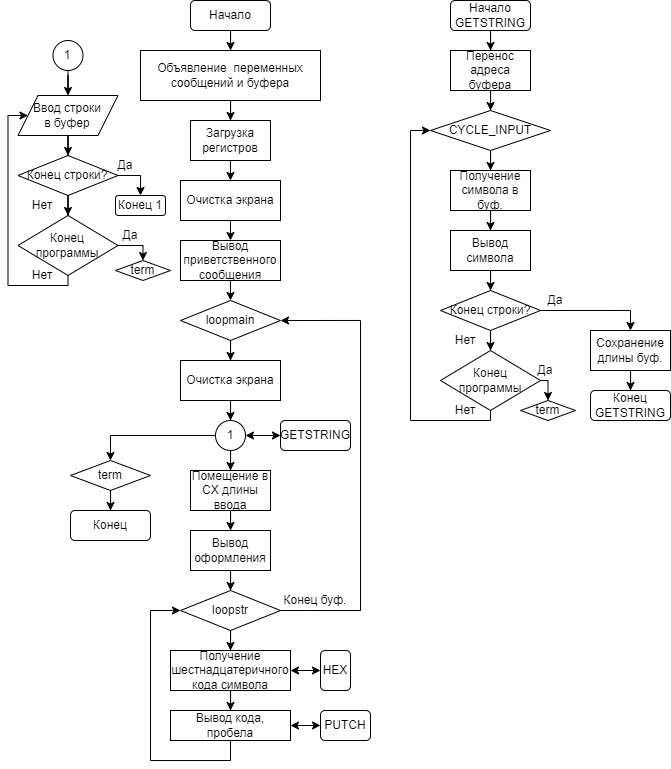 1
Ввод строки
в буфер
Конец строки?
Да
Конец 1
Нет
Конец
программы
Да
term
Нет
Начало
Объявление переменных
сообщений и буфера
Загрузка
регистров
Очистка экрана
Вывод
приветственного
сообщения
loopmain
Очистка экрана
1
GETSTRING
term
Конец
Помещение в
CX длины
ввода
Вывод
оформления
loopstr
Конец буф.
Получение
шестнадцатеричного
кода символа
HEX
Вывод кода,
пробела
PUTCH
Начало
GETSTRING
Перенос
адреса
буфера
CYCLE_INPUT
Получение
символа в
буф.
Вывод
символа
Конец строки?
Да
Сохранение
длины буф.
Конец
GETSTRING
Нет
Конец
программы
Да
term
Нет